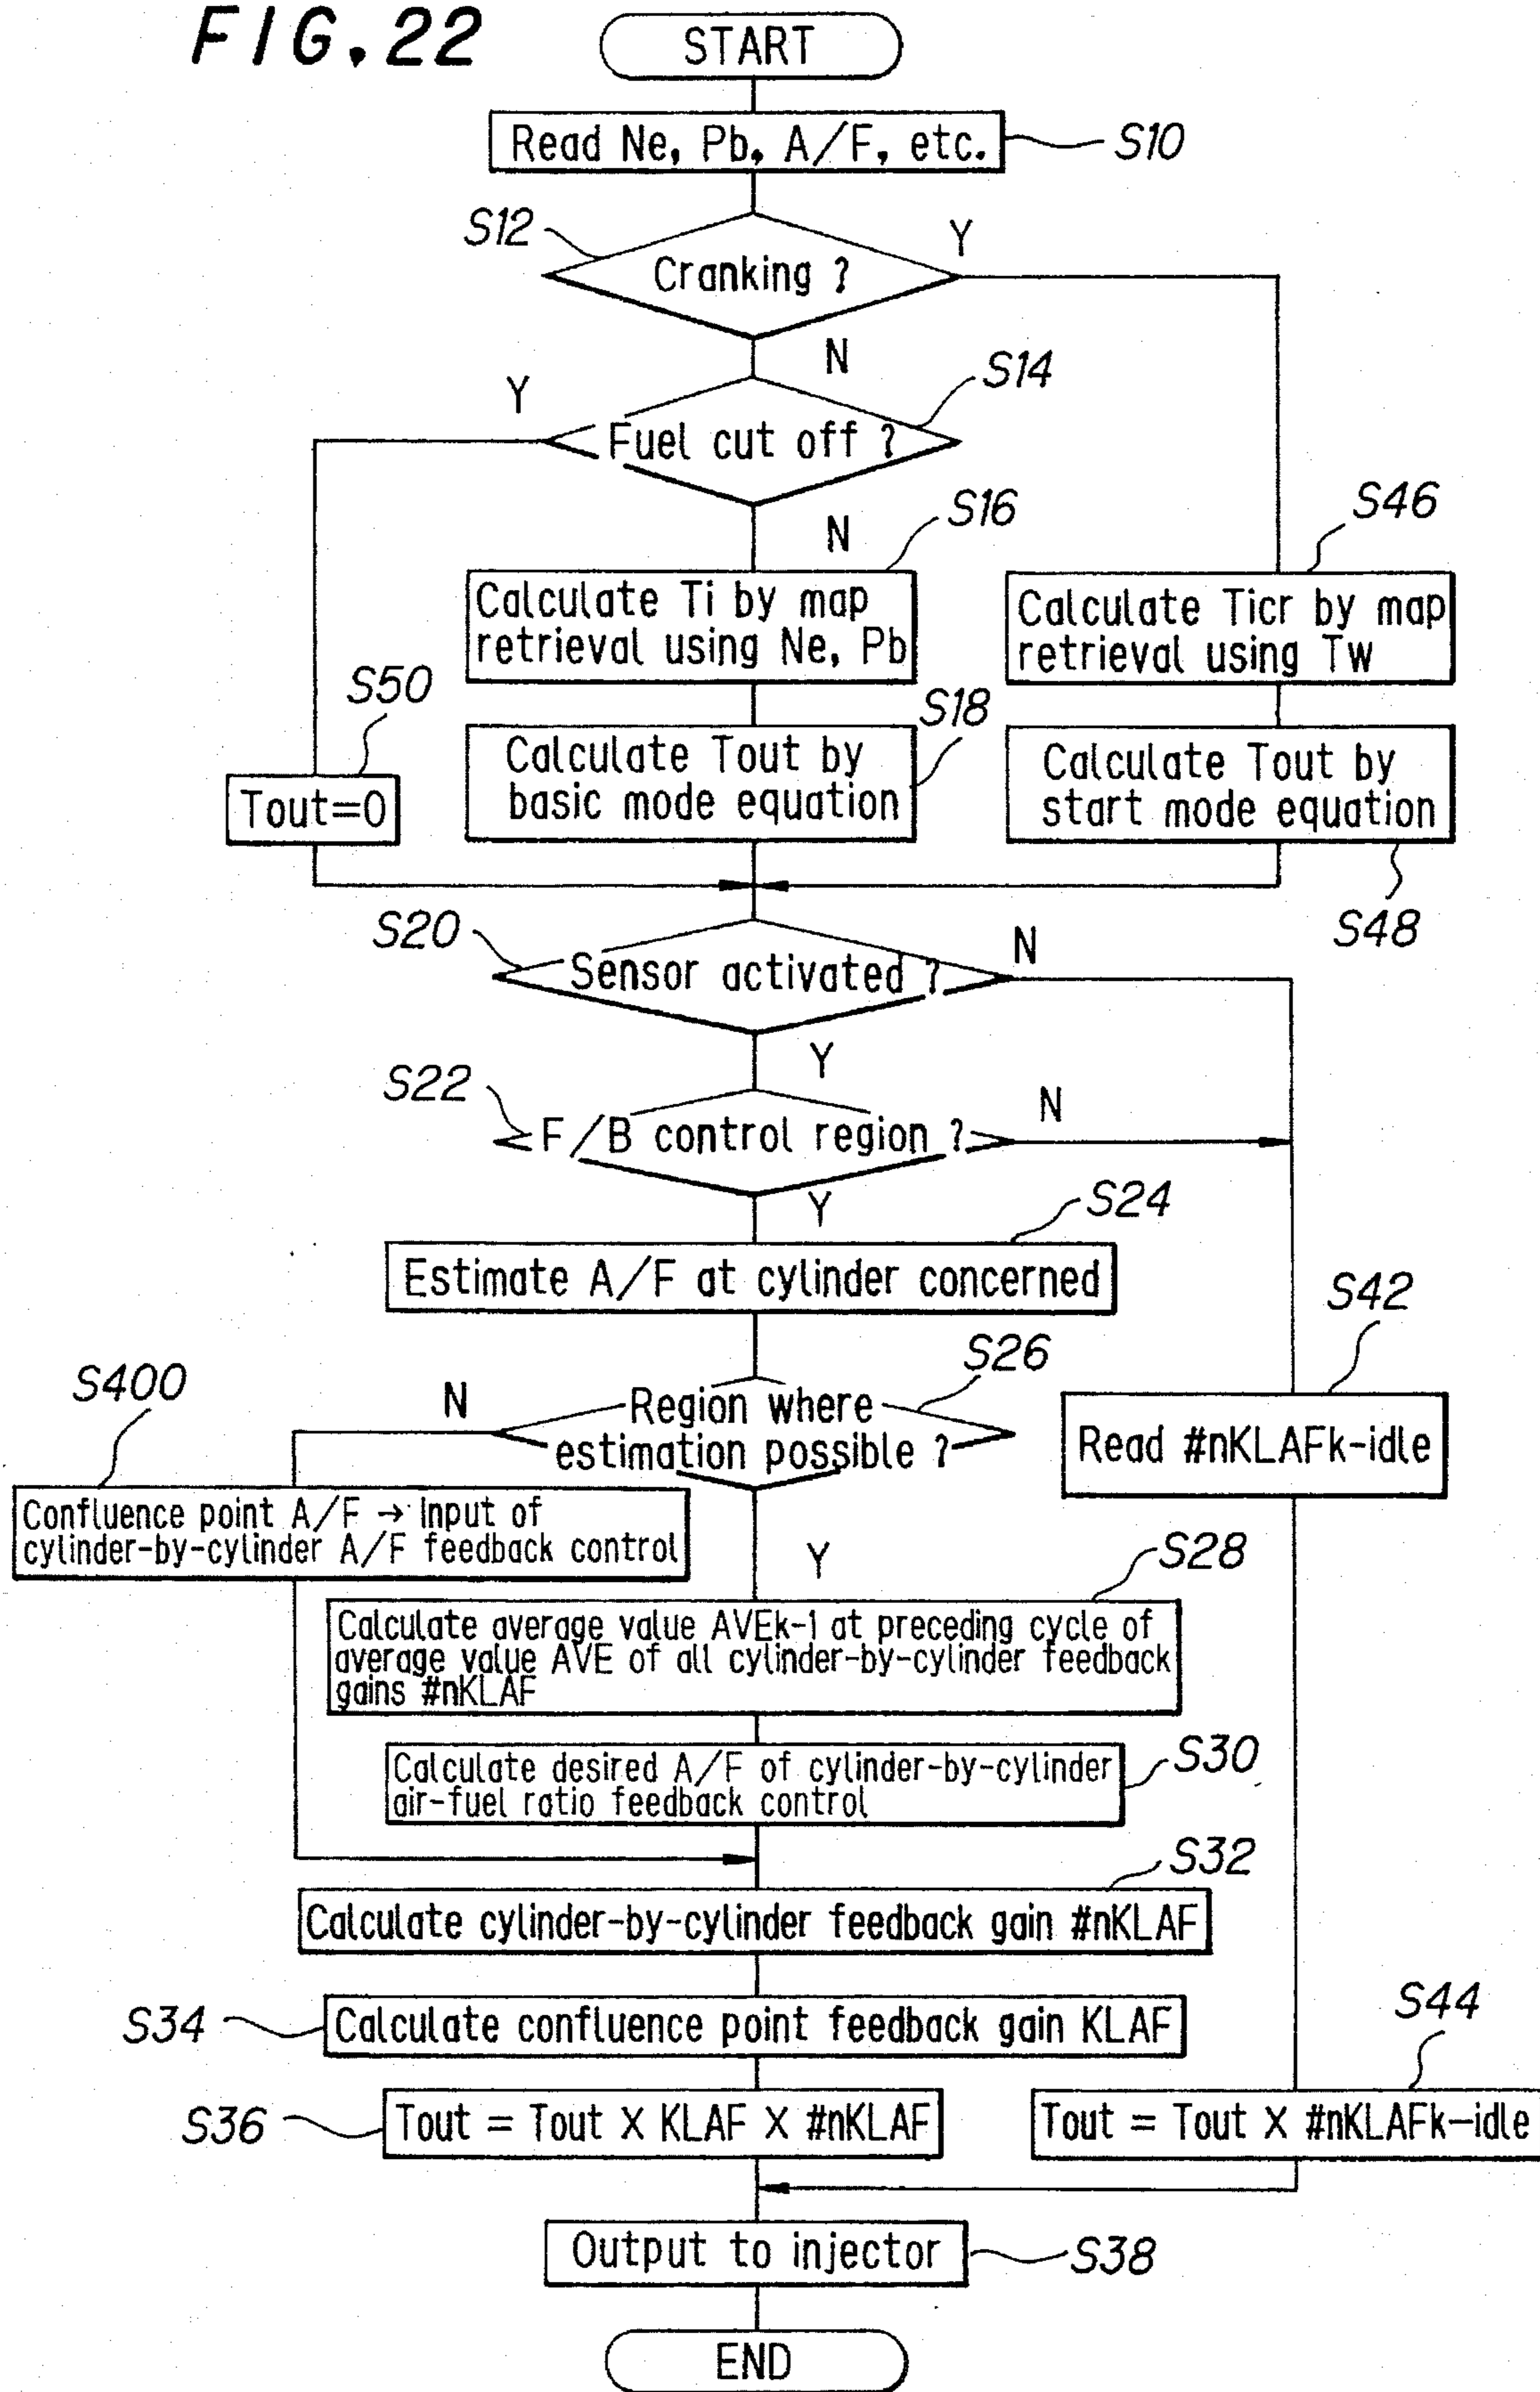 FIG. 22
START
Read Ne, Pb, A/F, etc.
S10
S12
Cranking ?
Y
N
S14
Y
Fuel cut off ?
N
S16
S46
Calculate Ti by map
retrieval using Ne, Pb
Calculate Ticr by map
retrieval using Tw
S50
S18
Tout=0
Calculate Tout by
basic mode equation
Calculate Tout by
start mode equation
S48
S20
Sensor activated ?
N
Y
S22
F/B control region ?
N
Y
S24
Estimate A/F at cylinder concerned
S42
S26
S400
N
Region where
estimation possible ?
Read #nKLAFk-idle
Confluence point A/F → Input of
cylinder-by-cylinder A/F feedback control
Y
S28
Calculate average value AVEk-1 at preceding cycle of
average value AVE of all cylinder-by-cylinder feedback
gains #nKLAF
Calculate desired A/F of cylinder-by-cylinder
air-fuel ratio feedback control
S30
S32
Calculate cylinder-by-cylinder feedback gain #nKLAF
S34
Calculate confluence point feedback gain KLAF
S44
S36
Tout = Tout X KLAF X #nKLAF
Tout = Tout X #nKLAFk-idle
Output to injector
S38
END